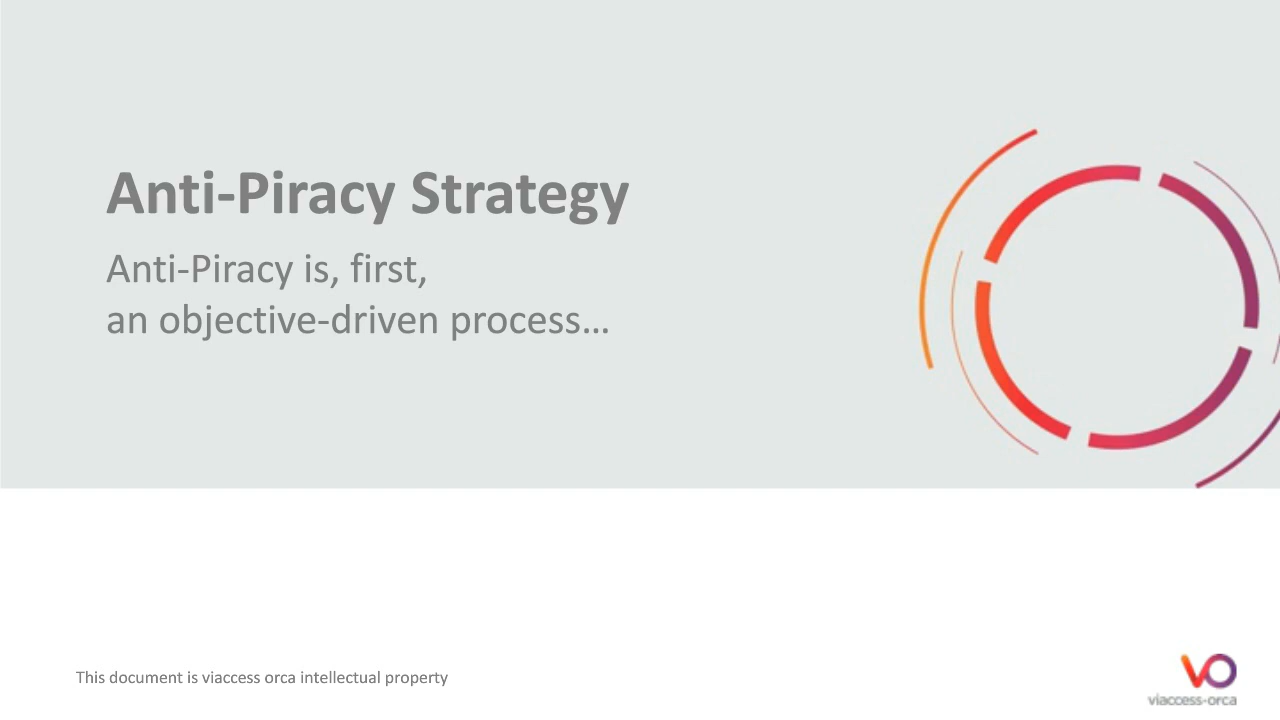 Anti-Piracy Strategy
Anti-Piracy is, first,
an objective-driven process…
This document is viaccess orca intellectual property
VO
viaccess-orca